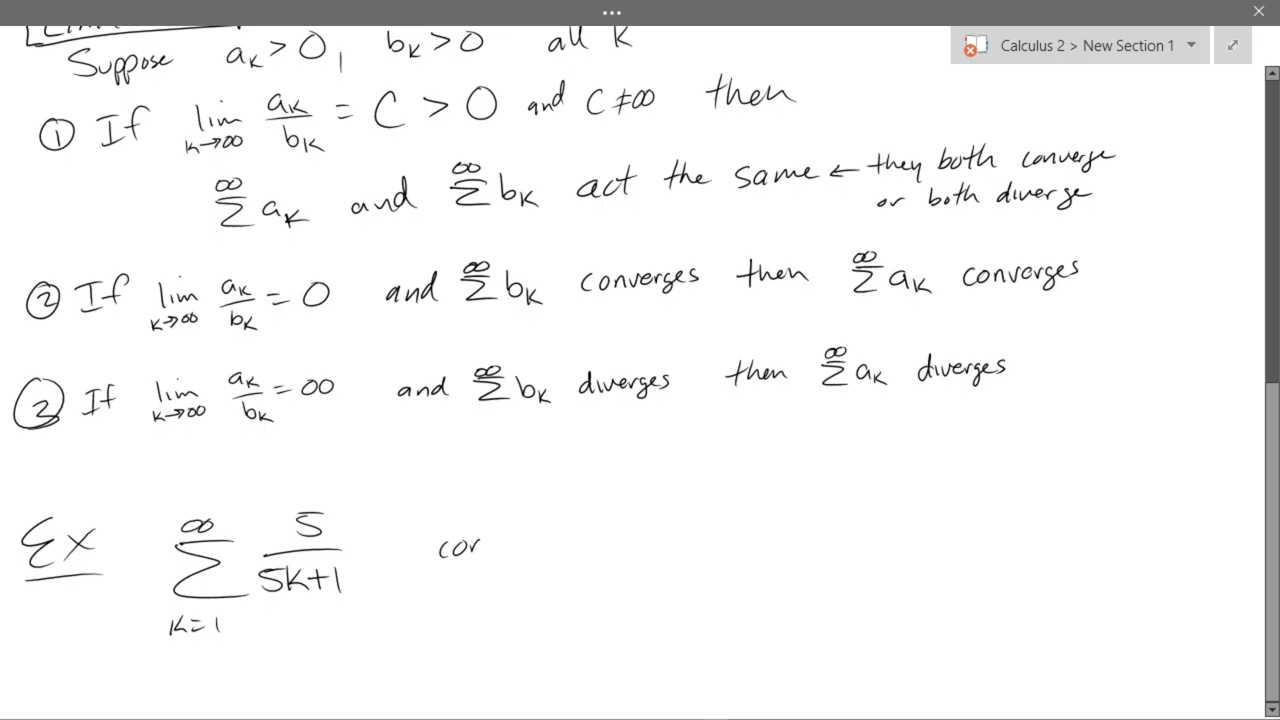 Calculus 2 > New Section 1
Suppose a_k > 0, b_k > 0 all k
① If lim_{k→∞} a_k/b_k = C > 0 and C ≠ ∞ then
∑^∞ a_k and ∑^∞ b_k act the same ← they both converge
or both diverge
② If lim_{k→∞} a_k/b_k = 0 and ∑^∞ b_k converges then ∑^∞ a_k converges
③ If lim_{k→∞} a_k/b_k = ∞ and ∑^∞ b_k diverges then ∑^∞ a_k diverges
Ex ∑_{k=1}^∞ 5/(5k+1) cor